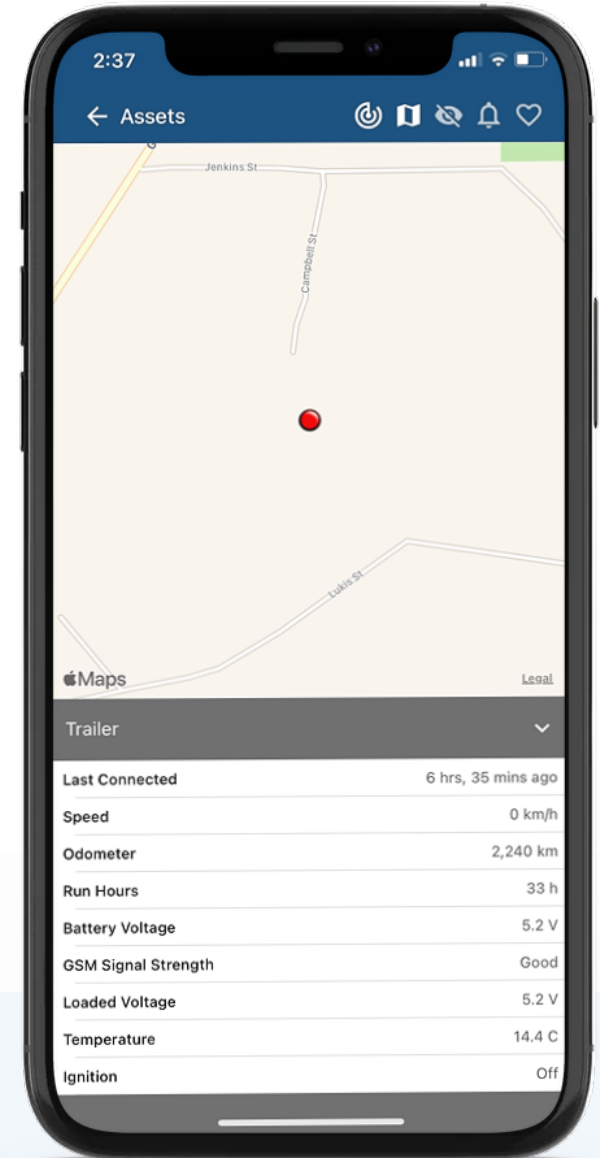 2:37
Assets
Jenkins St
Campbell St
Lukis St
Maps
Legal
Trailer
Last Connected 6 hrs, 35 mins ago
Speed 0 km/h
Odometer 2,240 km
Run Hours 33 h
Battery Voltage 5.2 V
GSM Signal Strength Good
Loaded Voltage 5.2 V
Temperature 14.4 C
Ignition Off